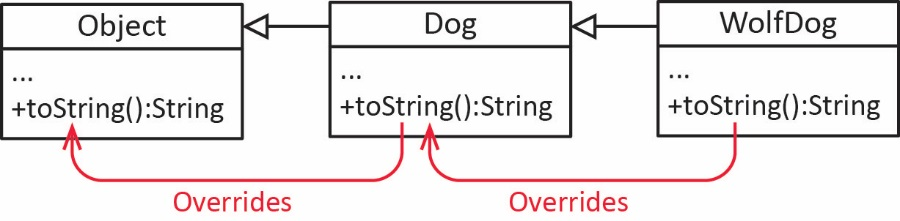 Object
...
+toString():String
Dog
...
+toString():String
WolfDog
...
+toString():String
Overrides
Overrides